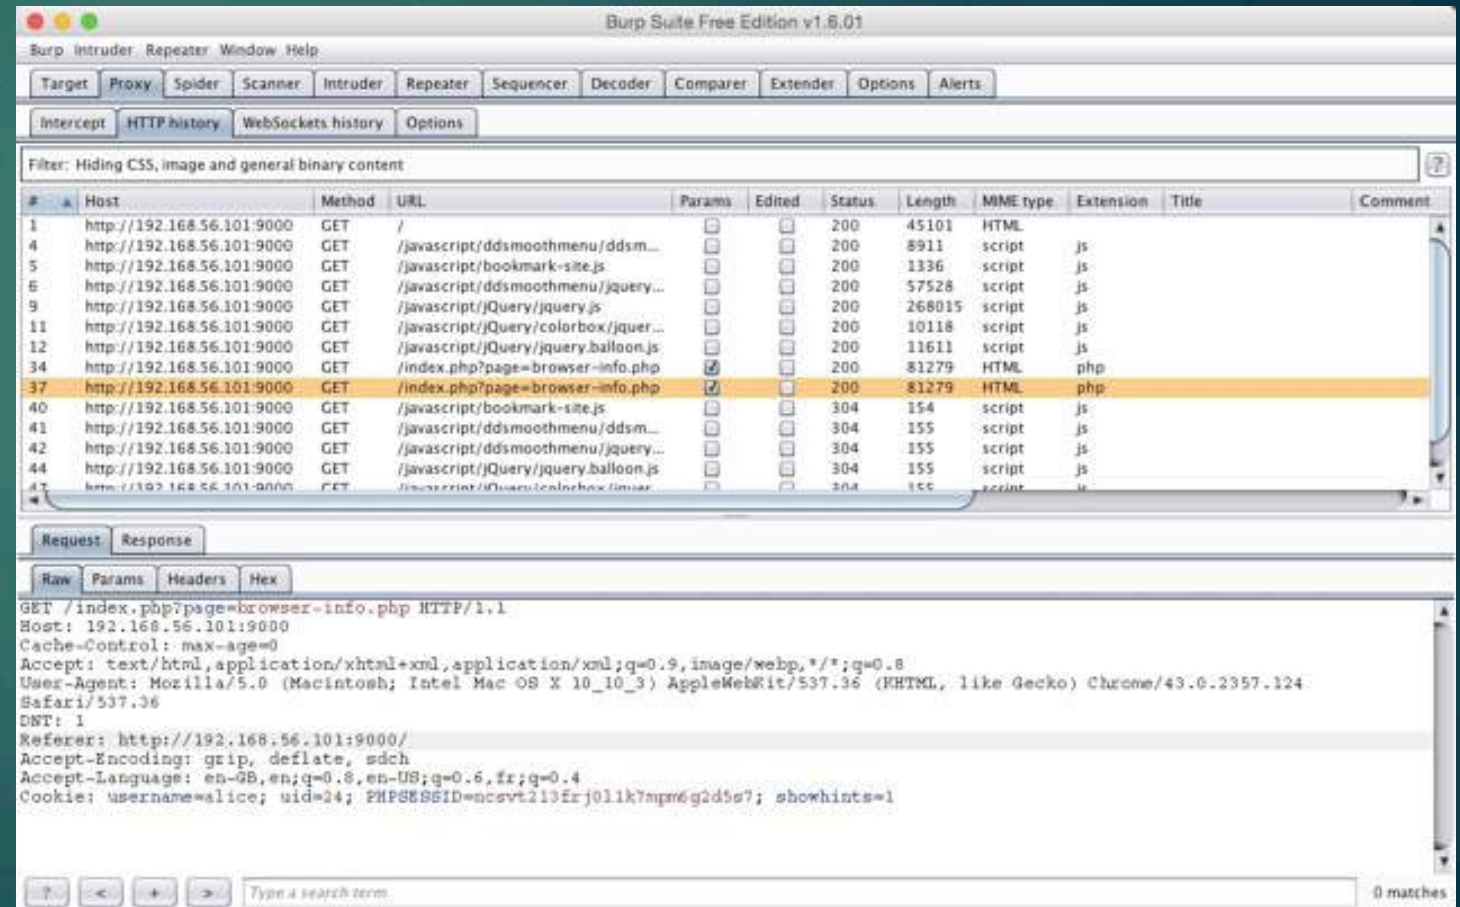 Burp Suite Free Edition v1.6.01
Burp Intruder Repeater Window Help
Target Proxy Spider Scanner Intruder Repeater Sequencer Decoder Comparer Extender Options Alerts
Intercept HTTP history WebSockets history Options
Filter: Hiding CSS, image and general binary content ?
# Host Method URL Params Edited Status Length MIME type Extension Title Comment
1 http://192.168.56.101:9000 GET / 200 45101 HTML
4 http://192.168.56.101:9000 GET /javascript/ddsmoothmenu/ddsm... 200 8911 script js
5 http://192.168.56.101:9000 GET /javascript/bookmark-site.js 200 1336 script js
6 http://192.168.56.101:9000 GET /javascript/ddsmoothmenu/jquery... 200 57528 script js
9 http://192.168.56.101:9000 GET /javascript/jQuery/jquery.js 200 268015 script js
11 http://192.168.56.101:9000 GET /javascript/jQuery/colorbox/jquer... 200 10118 script js
12 http://192.168.56.101:9000 GET /javascript/jQuery/jquery.balloon.js 200 11611 script js
34 http://192.168.56.101:9000 GET /index.php?page=browser-info.php 200 81279 HTML php
37 http://192.168.56.101:9000 GET /index.php?page=browser-info.php 200 81279 HTML php
40 http://192.168.56.101:9000 GET /javascript/bookmark-site.js 304 154 script js
41 http://192.168.56.101:9000 GET /javascript/ddsmoothmenu/ddsm... 304 155 script js
42 http://192.168.56.101:9000 GET /javascript/ddsmoothmenu/jquery... 304 155 script js
44 http://192.168.56.101:9000 GET /javascript/jQuery/jquery.balloon.js 304 155 script js
47 http://192.168.56.101:9000 GET /javascript/jQuery/colorbox/jquer... 304 155 script js
Request Response
Raw Params Headers Hex
GET /index.php?page=browser-info.php HTTP/1.1
Host: 192.168.56.101:9000
Cache-Control: max-age=0
Accept: text/html,application/xhtml+xml,application/xml;q=0.9,image/webp,*/*;q=0.8
User-Agent: Mozilla/5.0 (Macintosh; Intel Mac OS X 10_10_3) AppleWebKit/537.36 (KHTML, like Gecko) Chrome/43.0.2357.124
Safari/537.36
DNT: 1
Referer: http://192.168.56.101:9000/
Accept-Encoding: gzip, deflate, sdch
Accept-Language: en-GB,en;q=0.8,en-US;q=0.6,fr;q=0.4
Cookie: username=alice; uid=24; showhints=1
? < + > Type a search term 0 matches